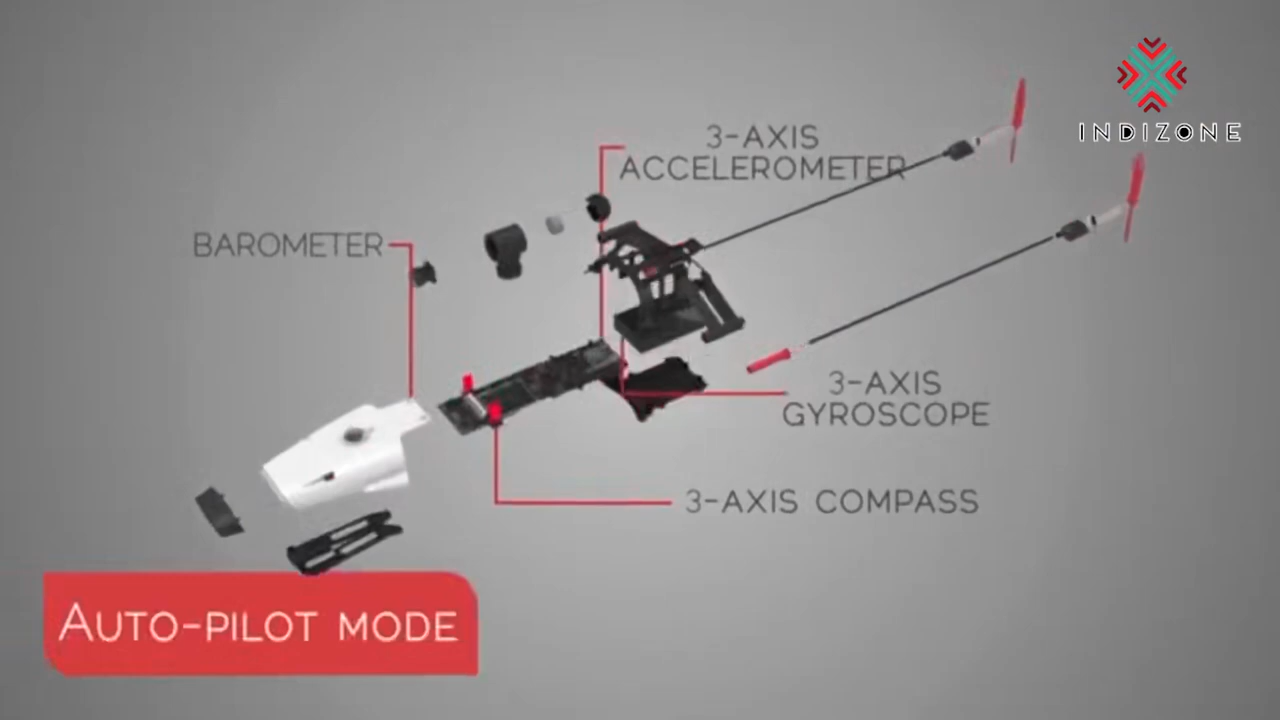 INDIZONE
3-AXIS
ACCELEROMETER
BAROMETER
3-AXIS
GYROSCOPE
3-AXIS COMPASS
AUTO-PILOT MODE